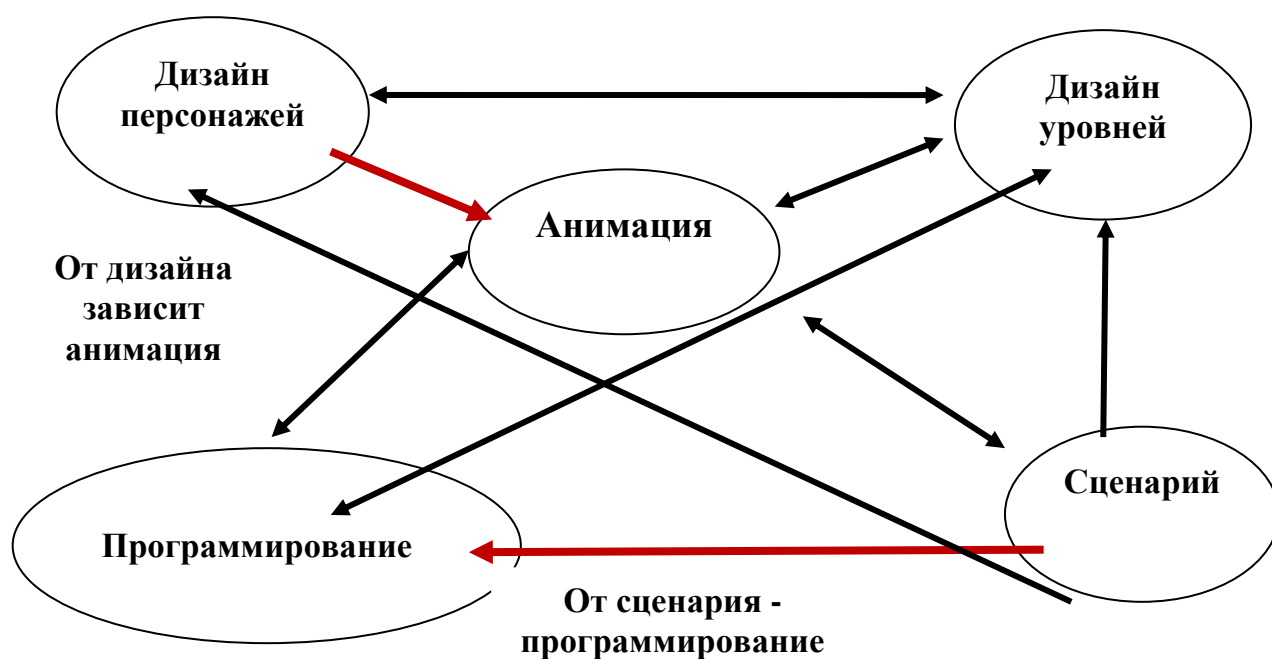 Дизайн
персонажей
Дизайн
уровней
Анимация
От дизайна
зависит
анимация
Сценарий
Программирование
От сценария -
программирование